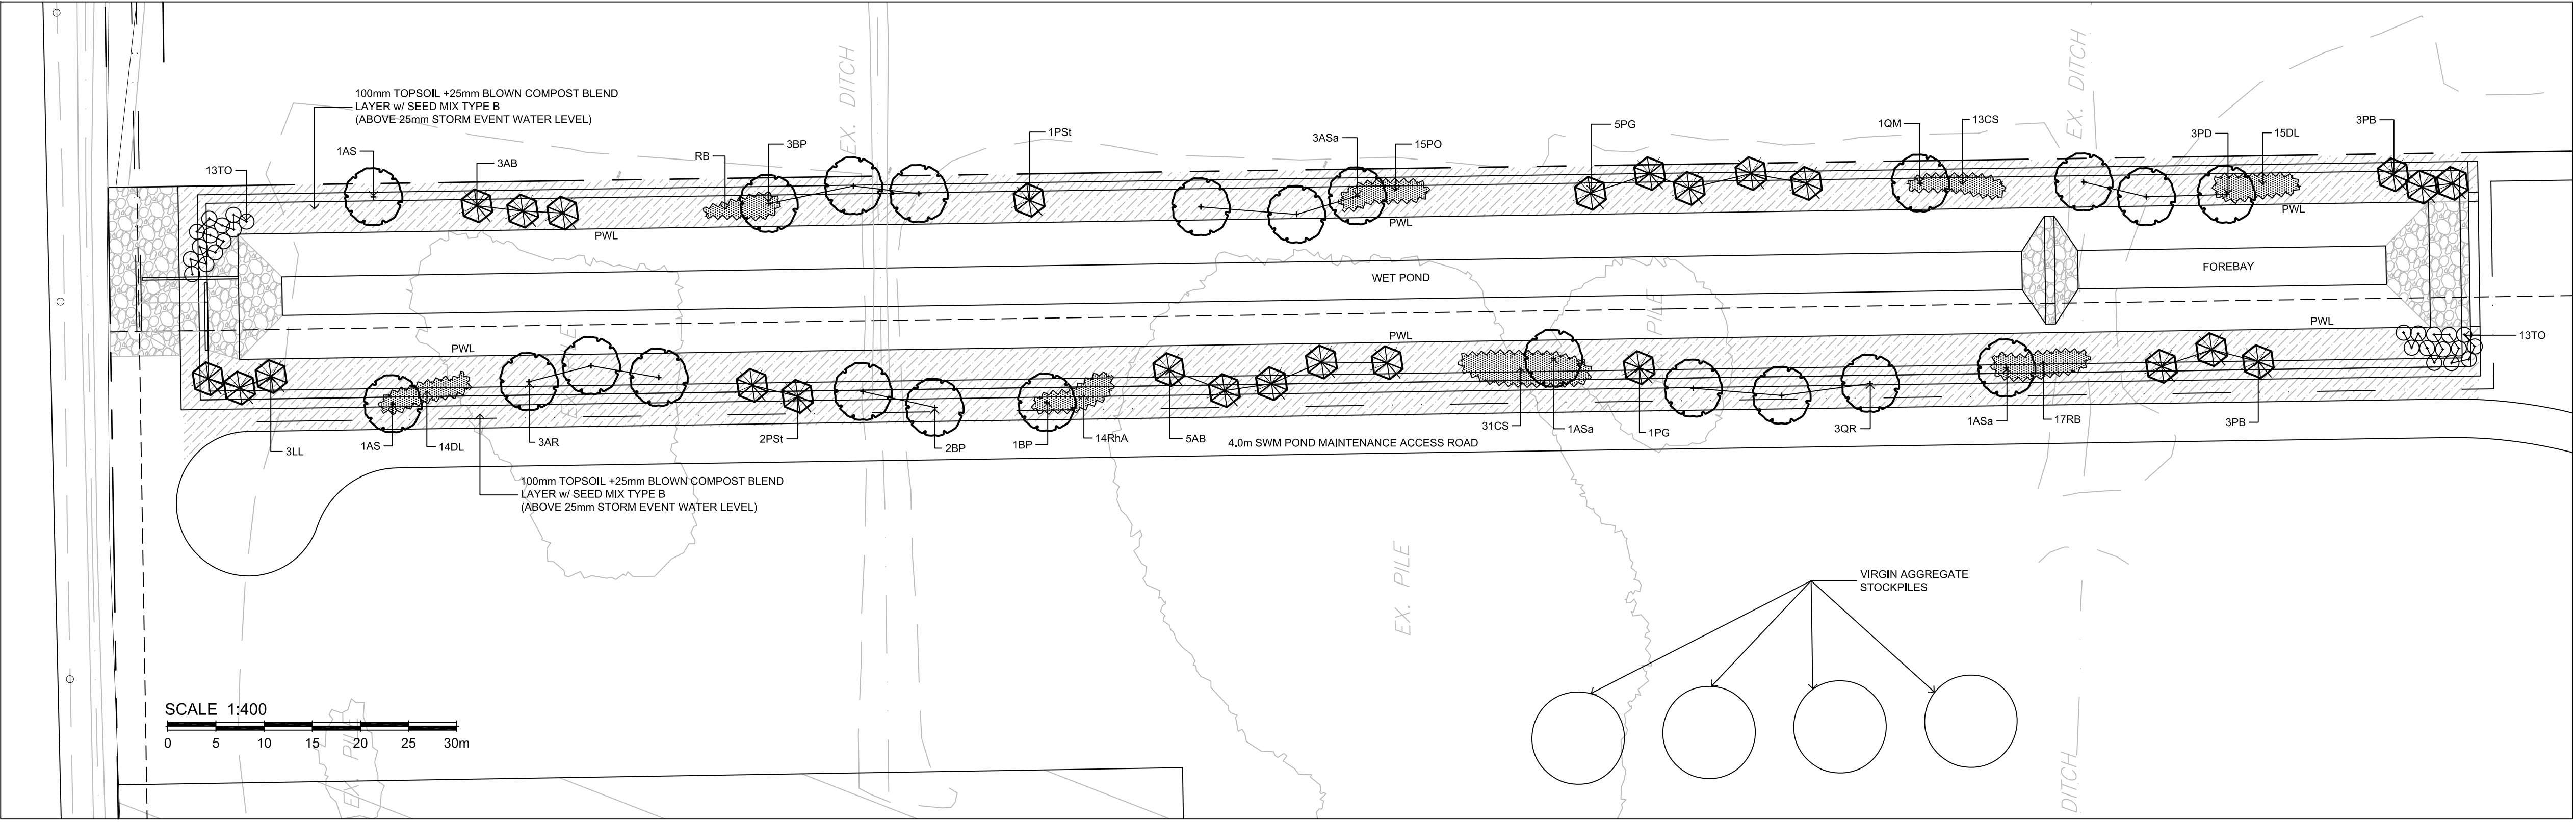 100mm TOPSOIL +25mm BLOWN COMPOST BLEND
LAYER w/ SEED MIX TYPE B
(ABOVE 25mm STORM EVENT WATER LEVEL)
EX. DITCH
EX. DITCH
13TO
1AS
3AB
RB
3BP
1PSt
3ASa
15PO
5PG
1QM
13CS
3PD
15DL
3PB
PWL
PWL
PWL
WET POND
FOREBAY
PILE
PILE
PWL
PWL
PWL
13TO
3LL
1AS
14DL
3AR
2PSt
2BP
1BP
14RhA
5AB
31CS
1ASa
1PG
3QR
1ASa
17RB
3PB
4.0m SWM POND MAINTENANCE ACCESS ROAD
100mm TOPSOIL +25mm BLOWN COMPOST BLEND
LAYER w/ SEED MIX TYPE B
(ABOVE 25mm STORM EVENT WATER LEVEL)
EX. PILE
VIRGIN AGGREGATE
STOCKPILES
SCALE 1:400
0 5 10 15 20 25 30m
EX. PILE
DITCH